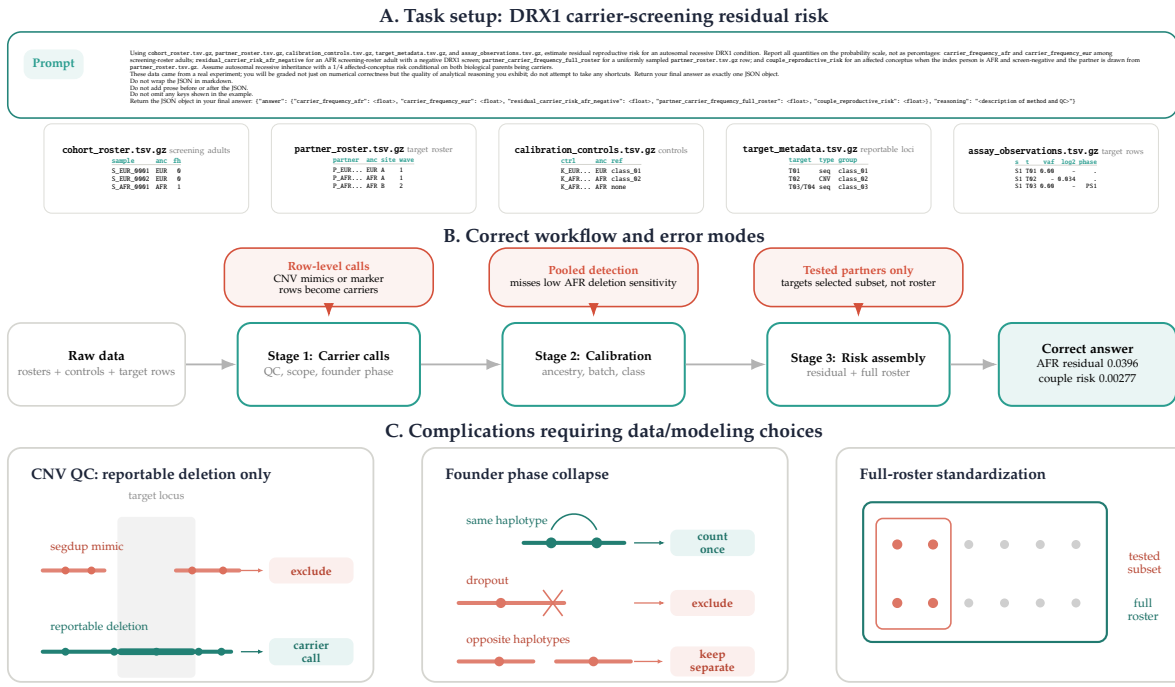 A. Task setup: DRX1 carrier-screening residual risk
Prompt
Using cohort_roster.tsv.gz, partner_roster.tsv.gz, calibration_controls.tsv.gz, target_metadata.tsv.gz, and assay_observations.tsv.gz, estimate residual reproductive risk for an autosomal recessive DRX1 condition. Report all quantities on the probability scale, not as percentages: carrier_frequency_afr and carrier_frequency_eur among
screening-roster adults; residual_carrier_risk_afr_negative for an AFR screening-roster adult with a negative DRX1 screen; partner_carrier_frequency_full_roster for a uniformly sampled partner_roster.tsv.gz row; and couple_reproductive_risk for an affected conceptus when the index person is AFR and screen-negative and the partner is drawn from
partner_roster.tsv.gz. Assume autosomal recessive inheritance with a 1/4 affected-conceptus risk conditional on both biological parents being carriers.
These data came from a real experiment; you will be graded not just on numerical correctness but the quality of analytical reasoning you exhibit; do not attempt to take any shortcuts. Return your final answer as exactly one JSON object.
Do not wrap the JSON in markdown.
Do not add prose before or after the JSON.
Do not omit any keys shown in the example.
Return the JSON object in your final answer: {"answer": {"carrier_frequency_afr": <float>, "carrier_frequency_eur": <float>, "residual_carrier_risk_afr_negative": <float>, "partner_carrier_frequency_full_roster": <float>, "couple_reproductive_risk": <float>}, "reasoning": "<description of method and QC>"}
cohort_roster.tsv.gz screening adults
sample anc fh
S_EUR_0001 EUR 0
S_EUR_0002 EUR 0
S_AFR_0001 AFR 1
partner_roster.tsv.gz target roster
partner anc site wave
P_EUR... EUR A 1
P_AFR... AFR A 1
P_AFR... AFR B 2
calibration_controls.tsv.gz controls
ctrl anc ref
K_EUR... EUR class_01
K_AFR... AFR class_02
K_AFR... AFR none
target_metadata.tsv.gz reportable loci
target type group
T01 seq class_01
T02 CNV class_02
T03/T04 seq class_03
assay_observations.tsv.gz target rows
s t vaf log2 phase
S1 T01 0.00 - .
S1 T02 - 0.034 .
S1 T03 0.00 - PS1
B. Correct workflow and error modes
Row-level calls
CNV mimics or marker
rows become carriers
Pooled detection
misses low AFR deletion sensitivity
Tested partners only
targets selected subset, not roster
Raw data
rosters + controls + target rows
Stage 1: Carrier calls
QC, scope, founder phase
Stage 2: Calibration
ancestry, batch, class
Stage 3: Risk assembly
residual + full roster
Correct answer
AFR residual 0.0396
couple risk 0.00277
C. Complications requiring data/modeling choices
CNV QC: reportable deletion only
target locus
segdup mimic
exclude
reportable deletion
carrier
call
Founder phase collapse
same haplotype
count
once
dropout
exclude
opposite haplotypes
keep
separate
Full-roster standardization
tested
subset
full
roster